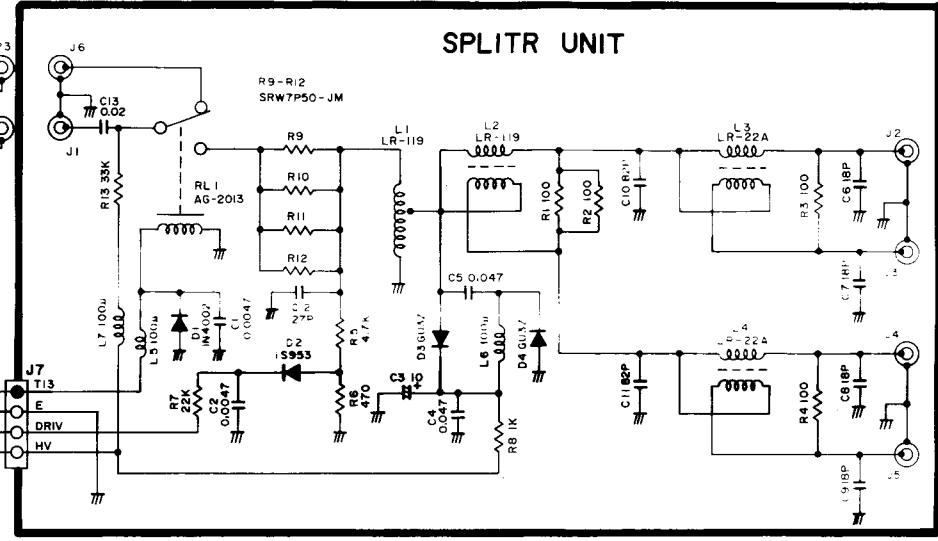 SPLITR UNIT
J6
R9-R12
SRW7P50-JM
C13
0.02
J1
R13 33K
RL1
AG-2013
R9
R10
R11
R12
L1
LR-119
L2
LR-119
R1 100
R2 100
C10 82P
L3
LR-22A
R3 100
C6 18P
J2
J3
C7 18P
L7 100μ
L5 100μ
D1
1N4002
C1
0.0047
27P
R5
4.7K
D2
1S953
C5 0.047
D3 GU3Z
L6 100μ
D4 GU3Z
LR-22A
J7
T13
E
DRIV
HV
R7
22K
C2
0.0047
R6
470
C3 10
+
C4
0.047
R8 1K
C11 82P
R4 100
C8 18P
C9 18P